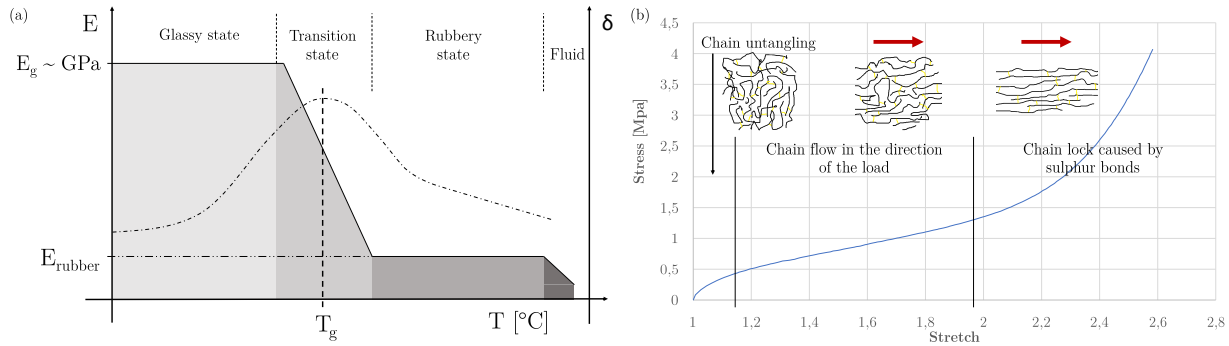 (a)
E
Glassy state
Transition
state
Rubbery
state
Fluid
δ
E_g ~ GPa
E_rubber
T_g
T [°C]
(b)
4,5
4
3,5
3
2,5
2
1,5
1
0,5
0
Stress [Mpa]
Chain untangling
Chain flow in the direction
of the load
Chain lock caused by
sulphur bonds
1
1,2
1,4
1,6
1,8
2
2,2
2,4
2,6
2,8
Stretch